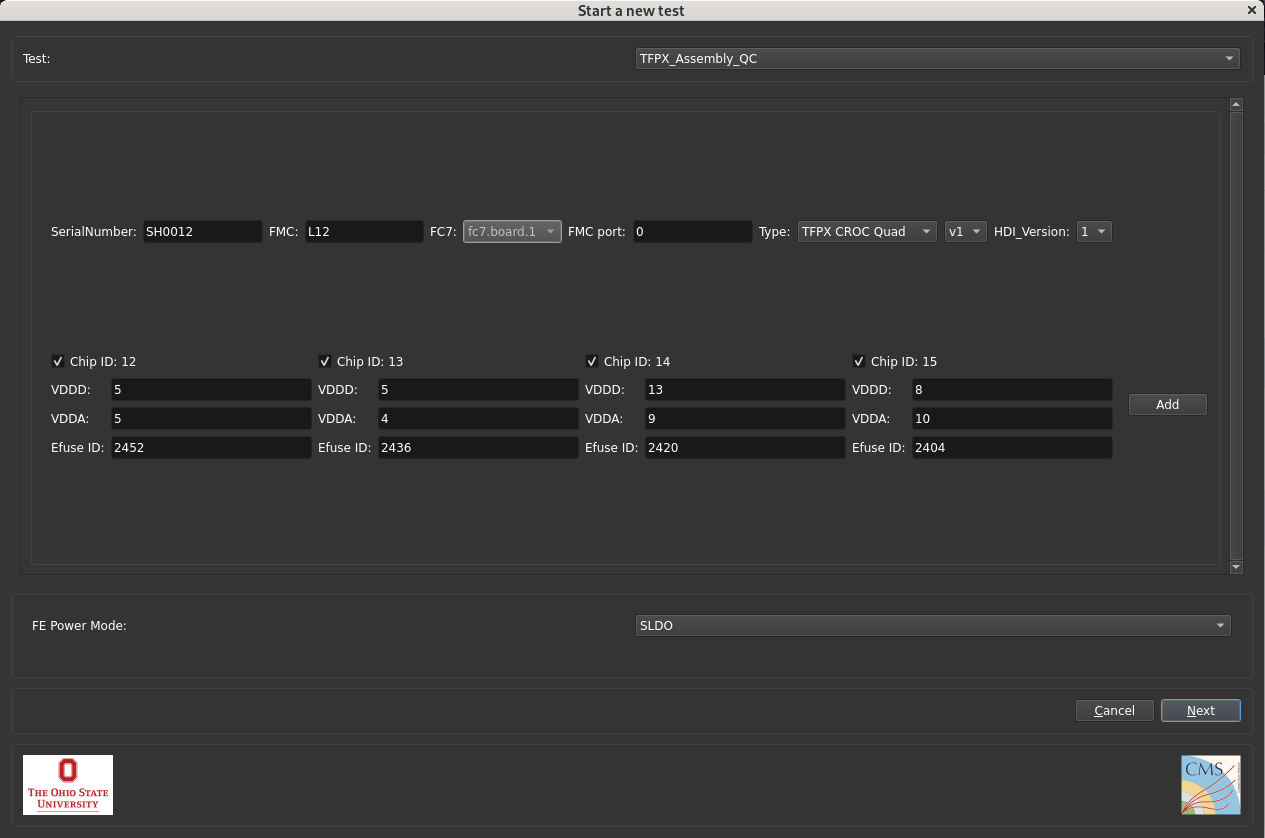 Start a new test
Test: TFPX_Assembly_QC
SerialNumber: SH0012 FMC: L12 FC7: fc7.board.1 FMC port: 0 Type: TFPX CROC Quad v1 HDI_Version: 1
Chip ID: 12 Chip ID: 13 Chip ID: 14 Chip ID: 15
VDDD: 5 VDDD: 5 VDDD: 13 VDDD: 8
Add
VDDA: 5 VDDA: 4 VDDA: 9 VDDA: 10
Efuse ID: 2452 Efuse ID: 2436 Efuse ID: 2420 Efuse ID: 2404
FE Power Mode: SLDO
Cancel Next
THE OHIO STATE
UNIVERSITY
CMS